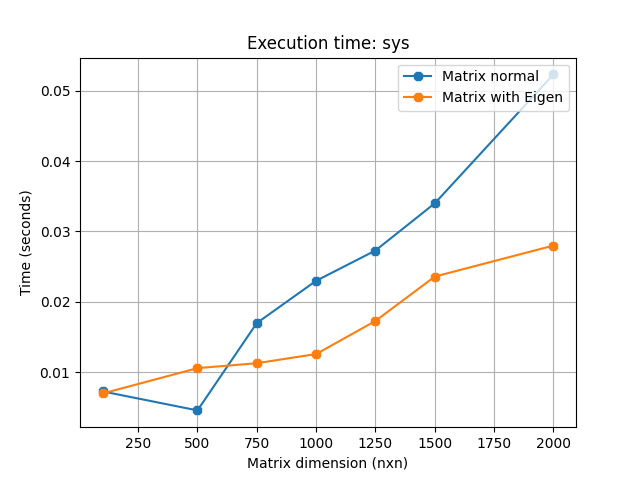 Execution time: sys
Matrix normal
Matrix with Eigen
0.05
0.04
0.03
0.02
0.01
Time (seconds)
250 500 750 1000 1250 1500 1750 2000
Matrix dimension (nxn)